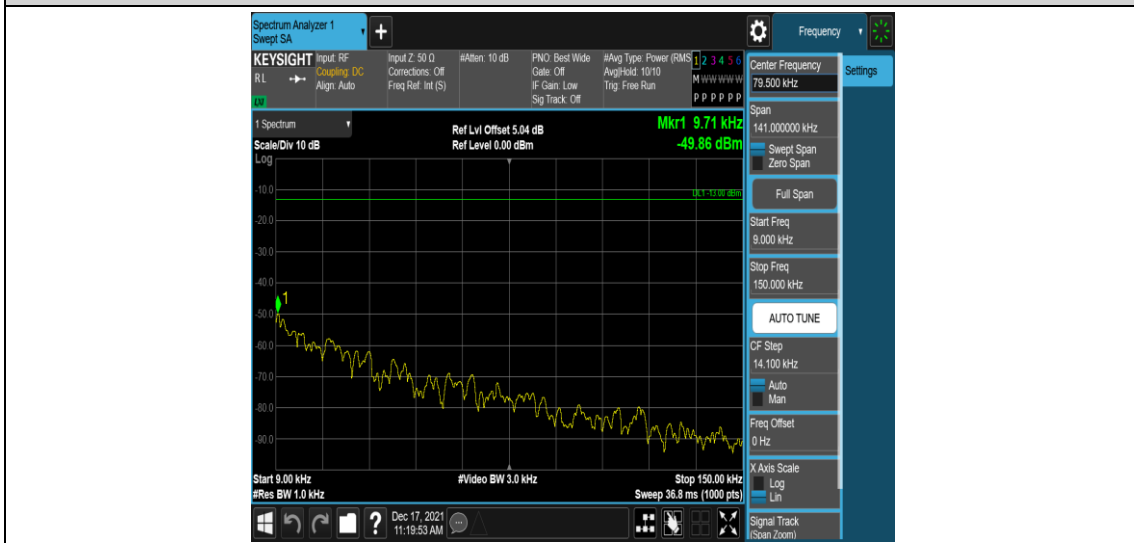 Spectrum Analyzer 1
Swept SA
+
Frequency
KEYSIGHT
RL
LXI
Input: RF
Coupling: DC
Align: Auto
Input Z: 50 Ω
Corrections: Off
Freq Ref: Int (S)
#Atten: 10 dB
PNO: Best Wide
Gate: Off
IF Gain: Low
Sig Track: Off
#Avg Type: Power (RMS
Avg|Hold: 10/10
Trig: Free Run
1 2 3 4 5 6
M W W W W W
P P P P P P
1 Spectrum
Scale/Div 10 dB
Ref Lvl Offset 5.04 dB
Ref Level 0.00 dBm
Mkr1 9.71 kHz
-49.86 dBm
Log
DL1 -13.00 dBm
-10.0
-20.0
-30.0
-40.0
1
-50.0
-60.0
-70.0
-80.0
-90.0
Start 9.00 kHz
#Res BW 1.0 kHz
#Video BW 3.0 kHz
Stop 150.00 kHz
Sweep 36.8 ms (1000 pts)
Center Frequency
79.500 kHz
Settings
Span
141.000000 kHz
Swept Span
Zero Span
Full Span
Start Freq
9.000 kHz
Stop Freq
150.000 kHz
AUTO TUNE
CF Step
14.100 kHz
Auto
Man
Freq Offset
0 Hz
X Axis Scale
Log
Lin
Signal Track
(Span Zoom)
?
Dec 17, 2021
11:19:53 AM